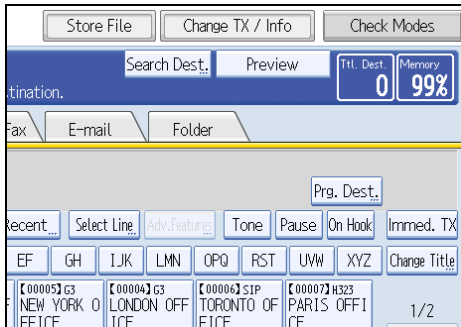 Store File Change TX / Info Check Modes
Search Dest. Preview Ttl. Dest. Memory
tination. 0 99%
Fax E-mail Folder
Prg. Dest.
Recent Select Line Adv.Features Tone Pause On Hook Immed. TX
EF GH IJK LMN OPQ RST UVW XYZ Change Title
【00005】G3 【00004】G3 【00006】SIP 【00007】H323
F NEW YORK O LONDON OFF TORONTO OF PARIS OFFI 1/2
FFICE ICE FICE CE